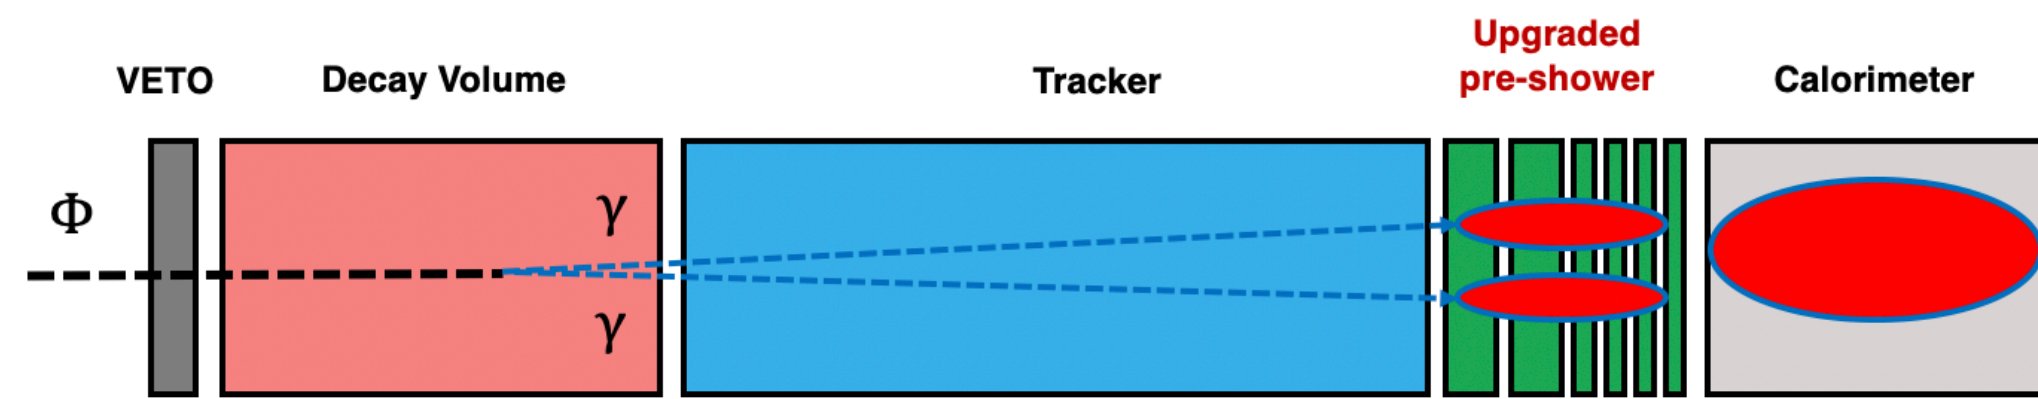 Upgraded
pre-shower
VETO
Decay Volume
Tracker
Calorimeter
Φ
γ
γ